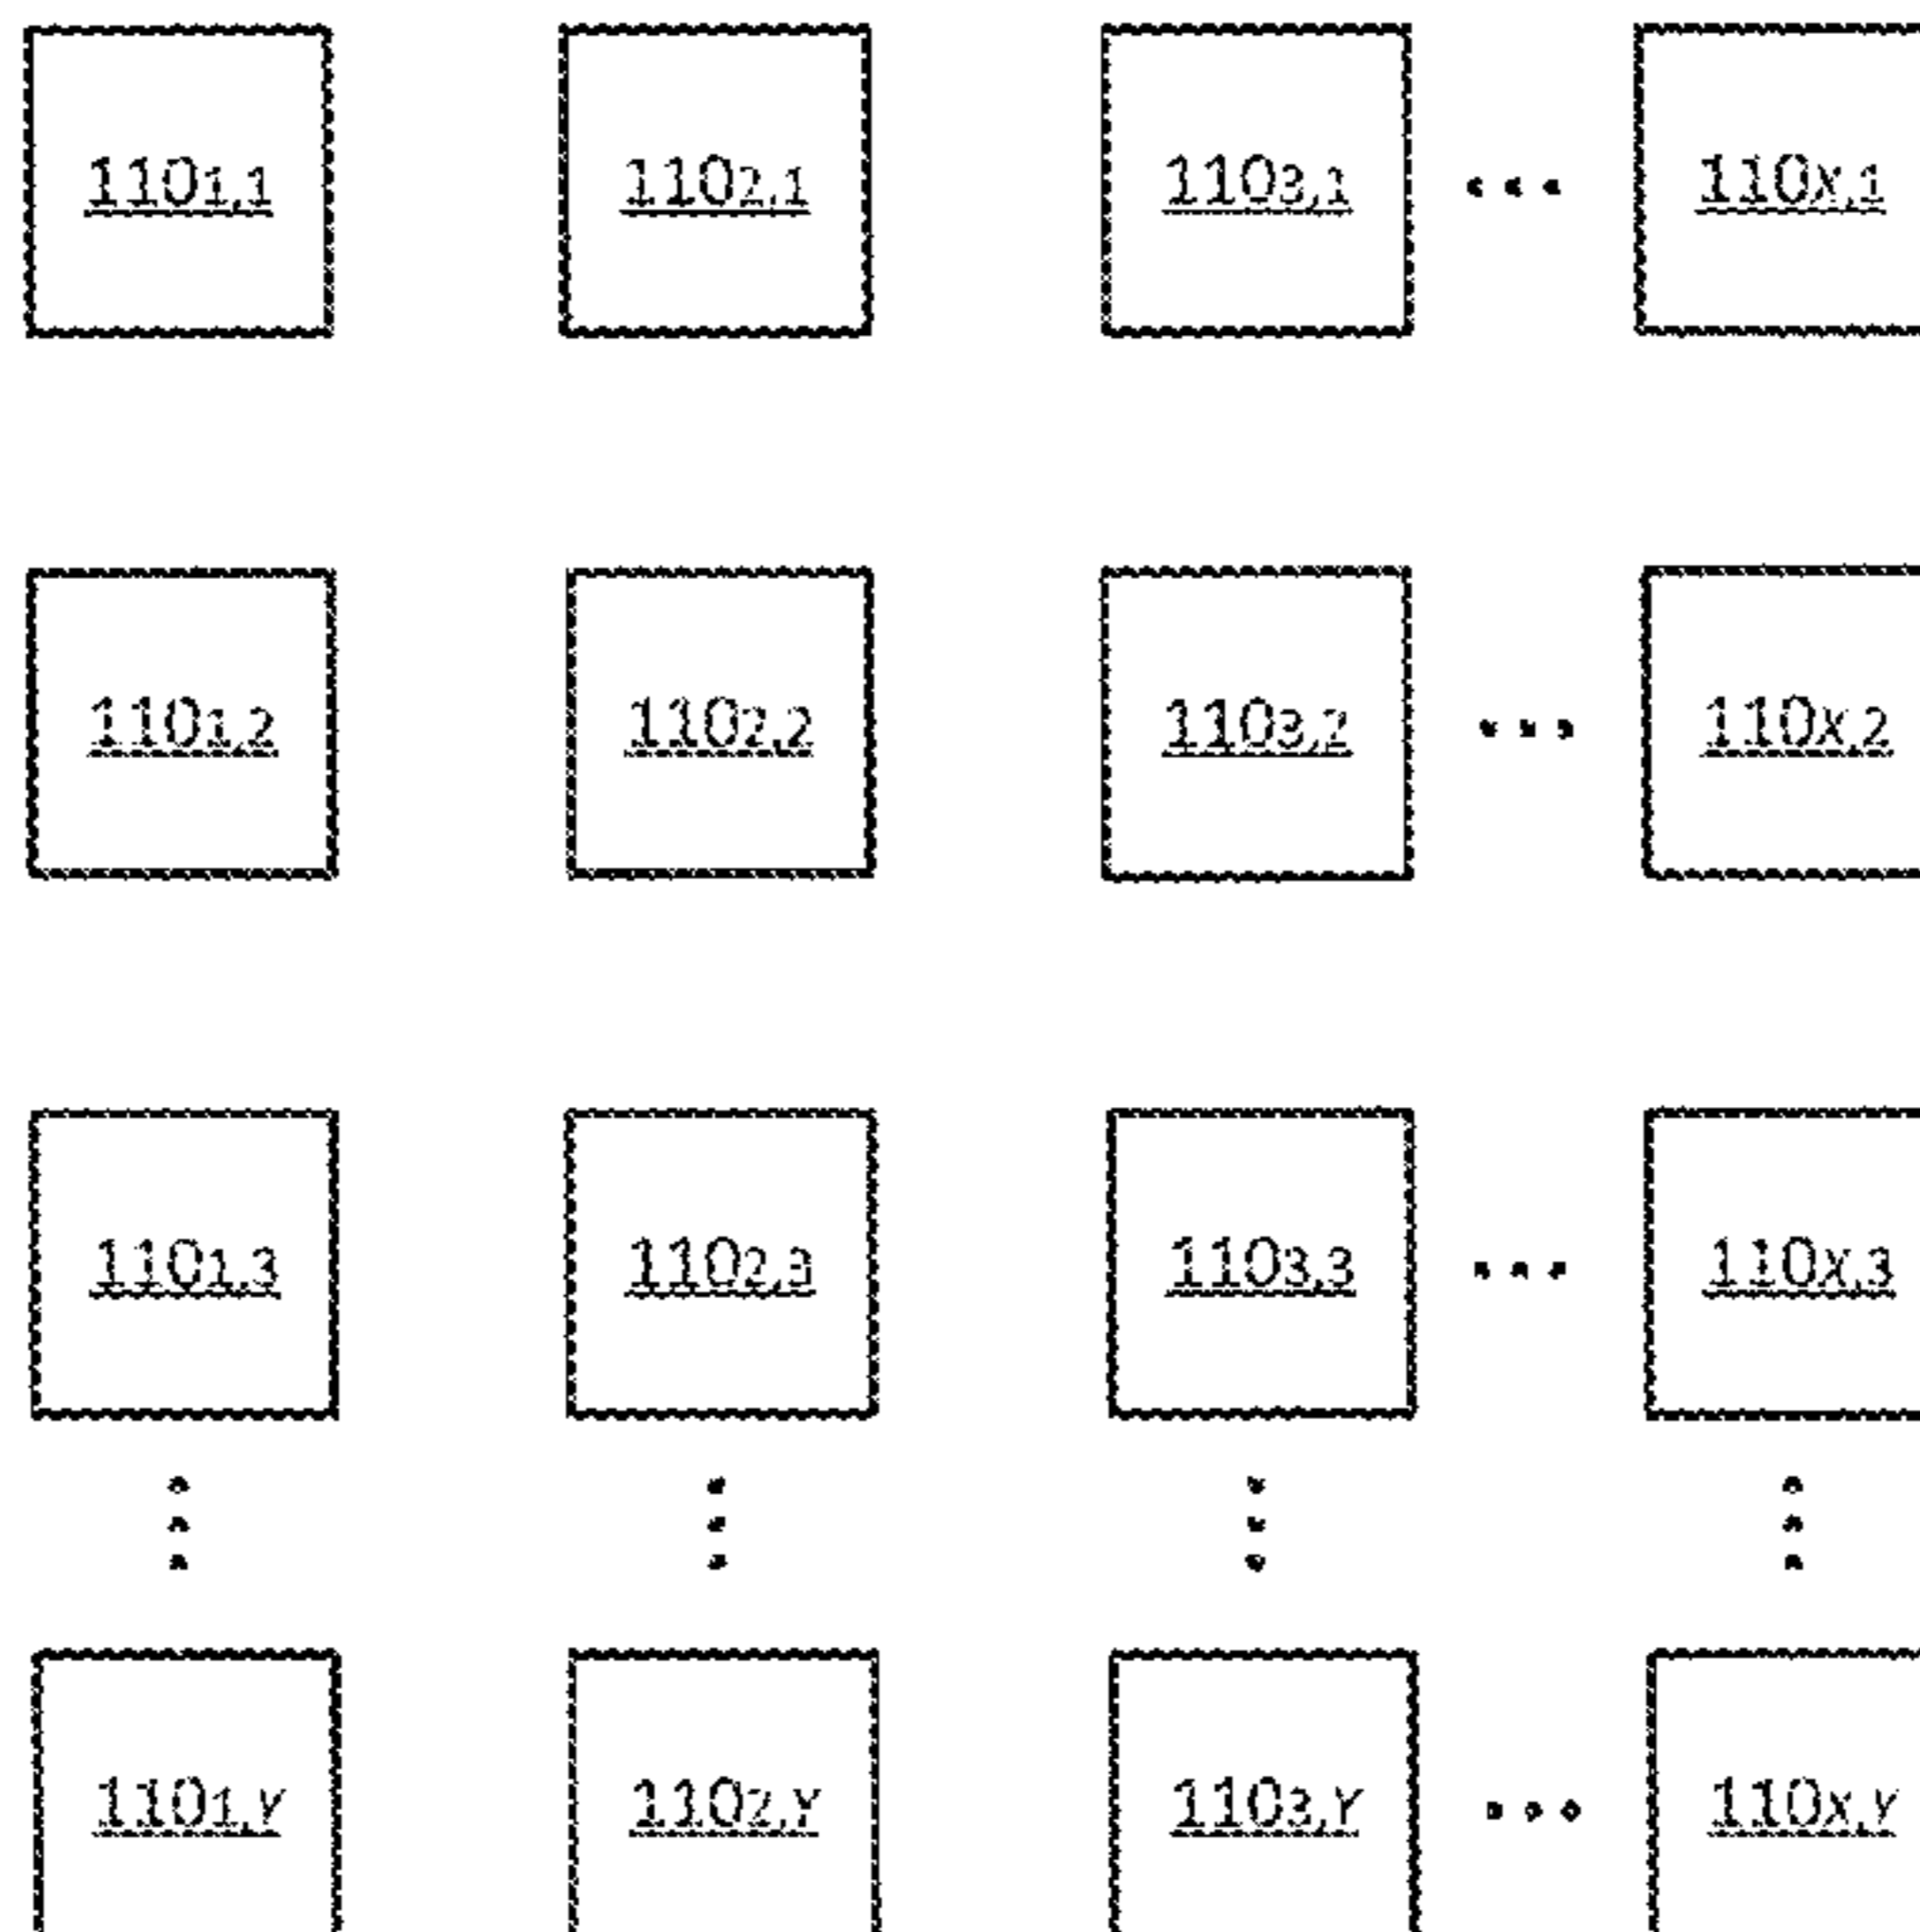 1101,1 1102,1 1103,1 ••• 110X,1
1101,2 1102,2 1103,2 ••• 110X,2
1101,3 1102,3 1103,3 ••• 110X,3
1101,Y 1102,Y 1103,Y ••• 110X,Y